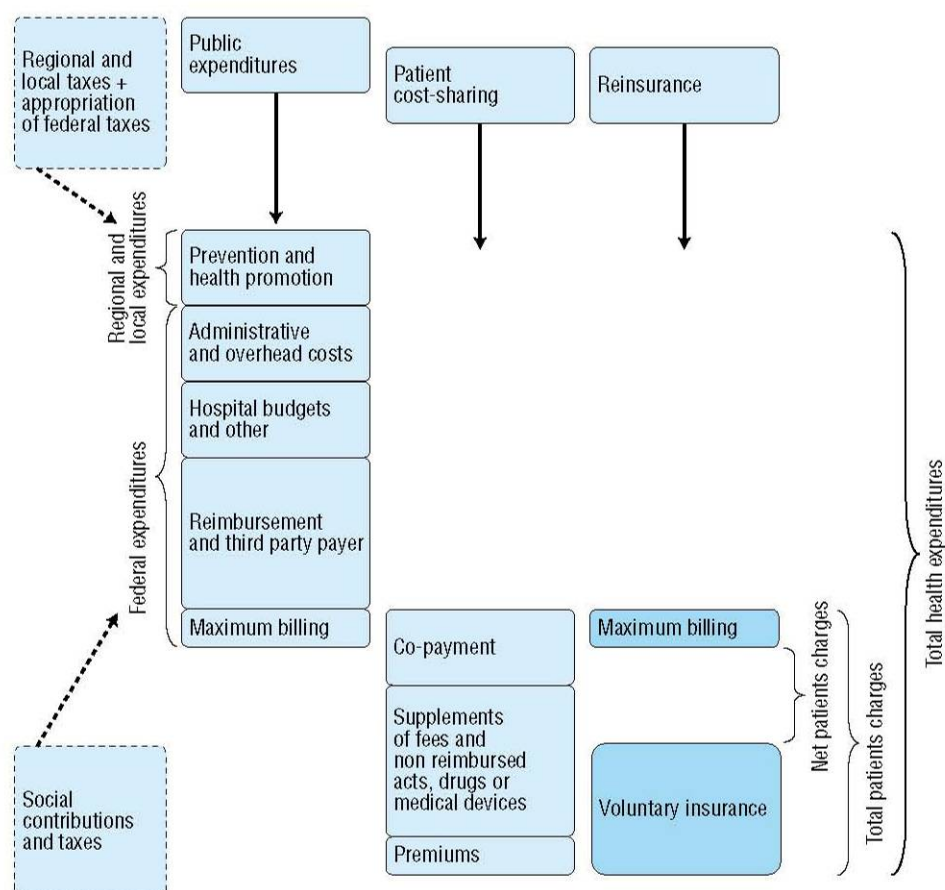 Regional and
local taxes +
appropriation
of federal taxes
Public
expenditures
Patient
cost-sharing
Reinsurance
Regional and
local expenditures
Prevention and
health promotion
Administrative
and overhead costs
Hospital budgets
and other
Federal expenditures
Reimbursement
and third party payer
Maximum billing
Co-payment
Maximum billing
Supplements
of fees and
non reimbursed
acts, drugs or
medical devices
Voluntary insurance
Premiums
Net patients charges
Total patients charges
Total health expenditures
Social
contributions
and taxes